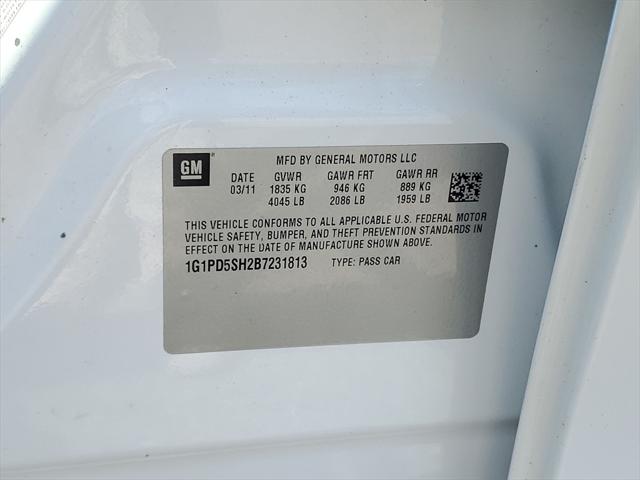 GM
MFD BY GENERAL MOTORS LLC
DATE GVWR GAWR FRT GAWR RR
03/11 1835 KG 946 KG 889 KG
4045 LB 2086 LB 1959 LB
THIS VEHICLE CONFORMS TO ALL APPLICABLE U.S. FEDERAL MOTOR
VEHICLE SAFETY, BUMPER, AND THEFT PREVENTION STANDARDS IN
EFFECT ON THE DATE OF MANUFACTURE SHOWN ABOVE.
1G1PD5SH2B7231813 TYPE: PASS CAR